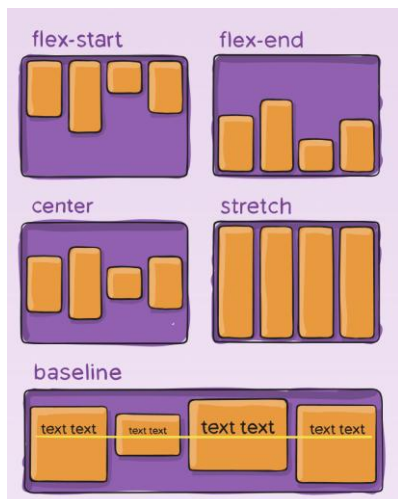 flex-start
flex-end
center
stretch
baseline
text text
text text
text text
text text